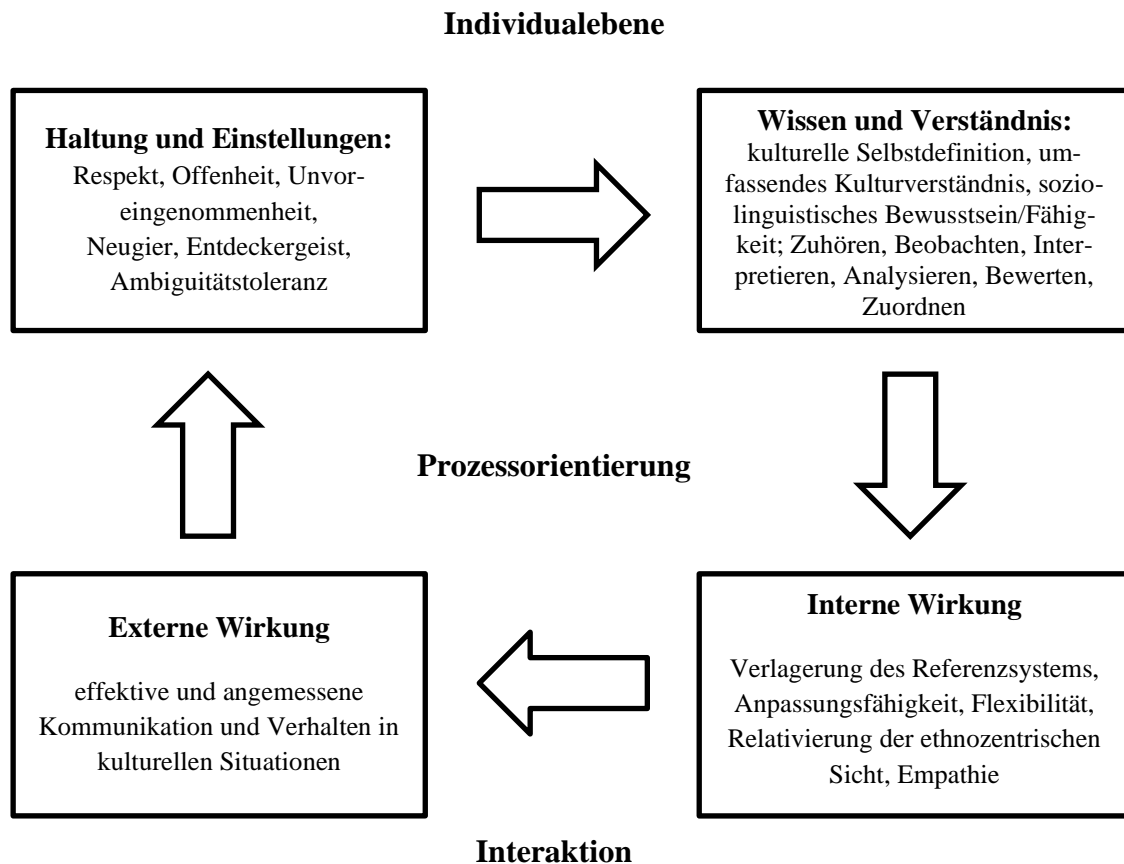 Individualebene
Haltung und Einstellungen:
Respekt, Offenheit, Unvor-
eingenommenheit,
Neugier, Entdeckergeist,
Ambiguitätstoleranz
Wissen und Verständnis:
kulturelle Selbstdefinition, um-
fassendes Kulturverständnis, sozio-
linguistisches Bewusstsein/Fähig-
keit; Zuhören, Beobachten, Inter-
pretieren, Analysieren, Bewerten,
Zuordnen
Prozessorientierung
Externe Wirkung
effektive und angemessene
Kommunikation und Verhalten in
kulturellen Situationen
Interne Wirkung
Verlagerung des Referenzsystems,
Anpassungsfähigkeit, Flexibilität,
Relativierung der ethnozentrischen
Sicht, Empathie
Interaktion